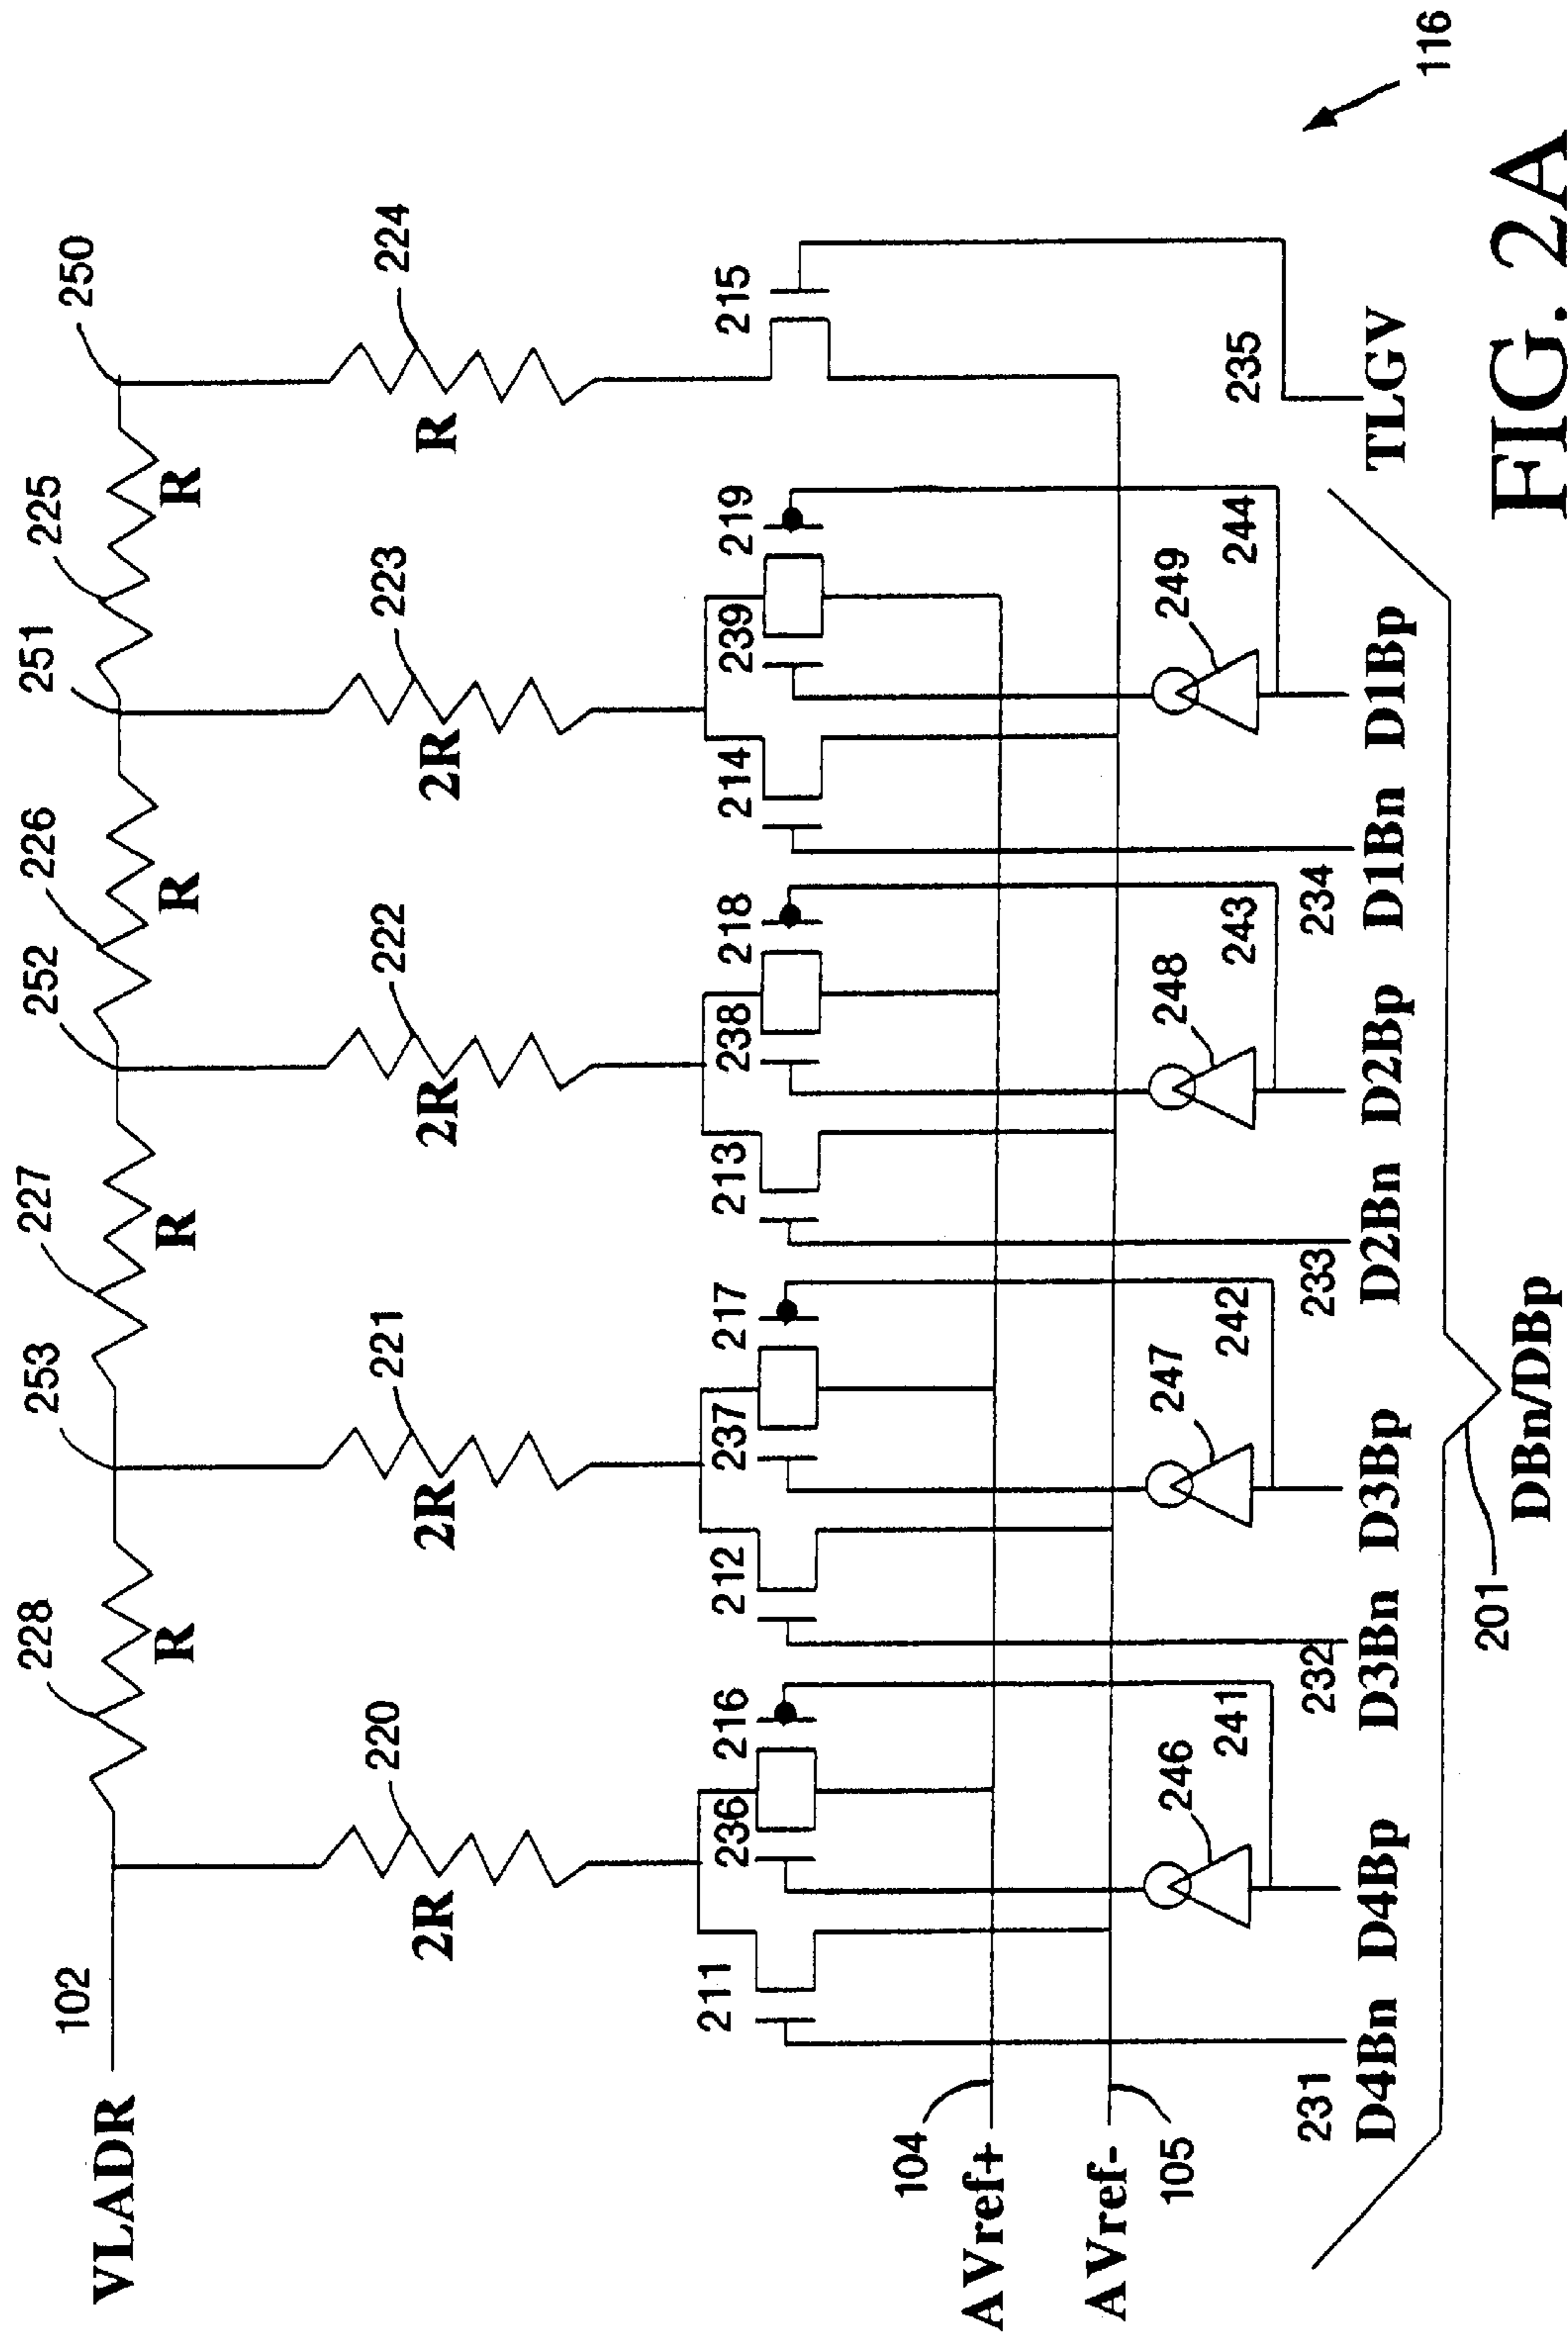 228
227
226
225
253
252
251
250
R
R
R
R
VLADR
102
220
221
222
223
224
2R
2R
2R
2R
R
211
236
216
212
237
217
213
238
218
214
239
219
215
104
AVref+
AVref-
105
246
247
248
249
241
242
243
244
235
231
232
233
234
D4Bn
D4Bp
D3Bn
D3Bp
D2Bn
D2Bp
D1Bn
D1Bp
TLGV
201
DBn/DBp
116
FIG. 2A